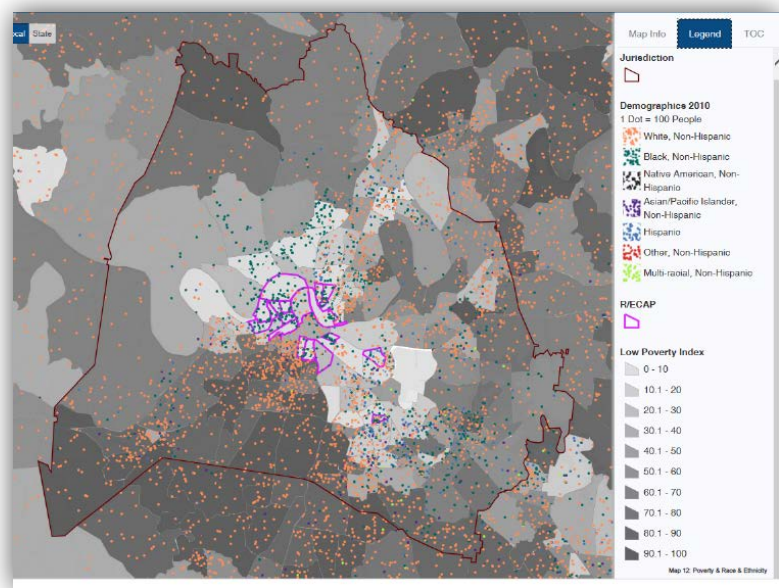 cal State
Map Info Legend TOC
Jurisdiction
Demographics 2010
1 Dot = 100 People
White, Non-Hispanic
Black, Non-Hispanic
Native American, Non-
Hispanic
Asian/Pacific Islander,
Non-Hispanic
Hispanic
Other, Non-Hispanic
Multi-racial, Non-Hispanic
R/ECAP
Low Poverty Index
0 - 10
10.1 - 20
20.1 - 30
30.1 - 40
40.1 - 50
50.1 - 60
60.1 - 70
70.1 - 80
80.1 - 90
90.1 - 100
Map 12: Poverty & Race & Ethnicity